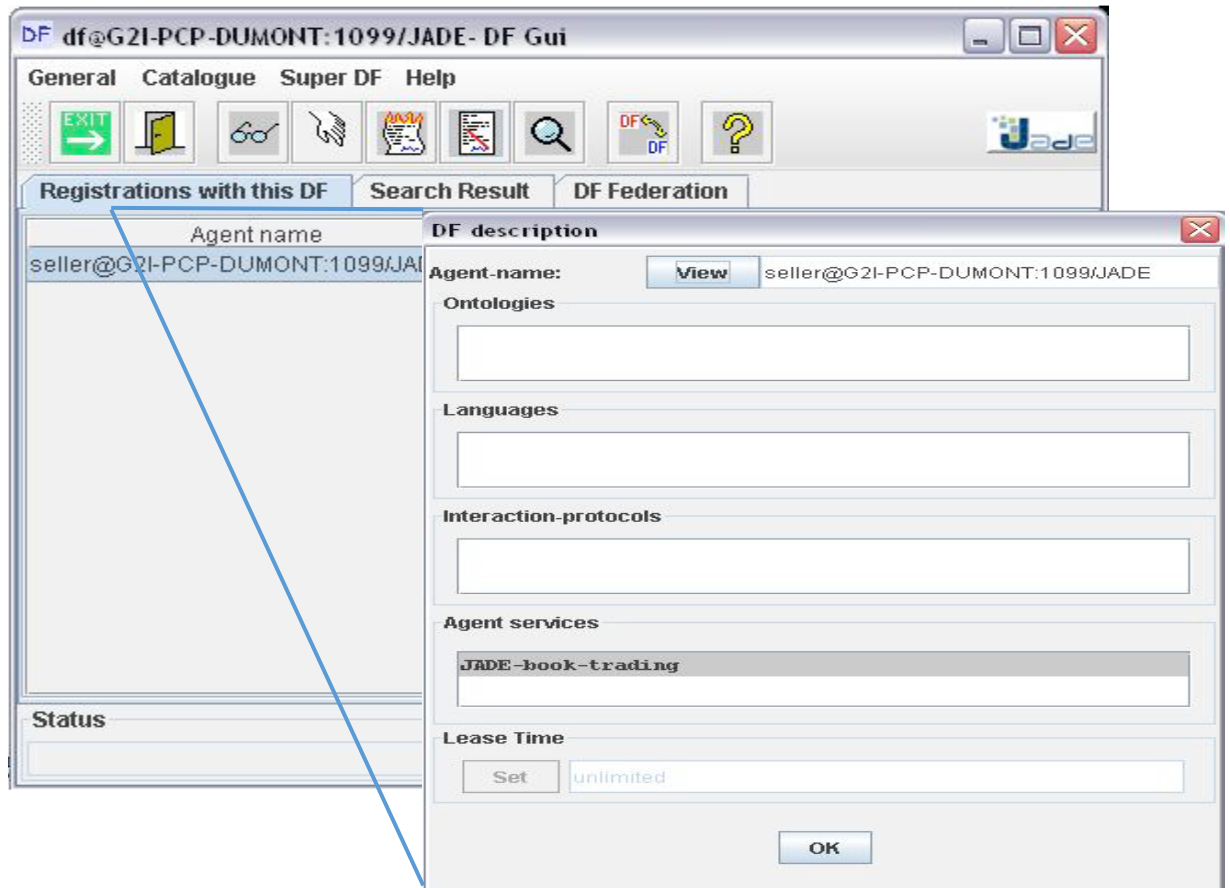 DF df@G2I-PCP-DUMONT:1099/JADE- DF Gui
General Catalogue Super DF Help
EXIT
DF
DF
Jade
Registrations with this DF Search Result DF Federation
Agent name
seller@G2I-PCP-DUMONT:1099/JA
Status
DF description
Agent-name: View seller@G2I-PCP-DUMONT:1099/JADE
Ontologies
Languages
Interaction-protocols
Agent services
JADE-book-trading
Lease Time
Set unlimited
OK